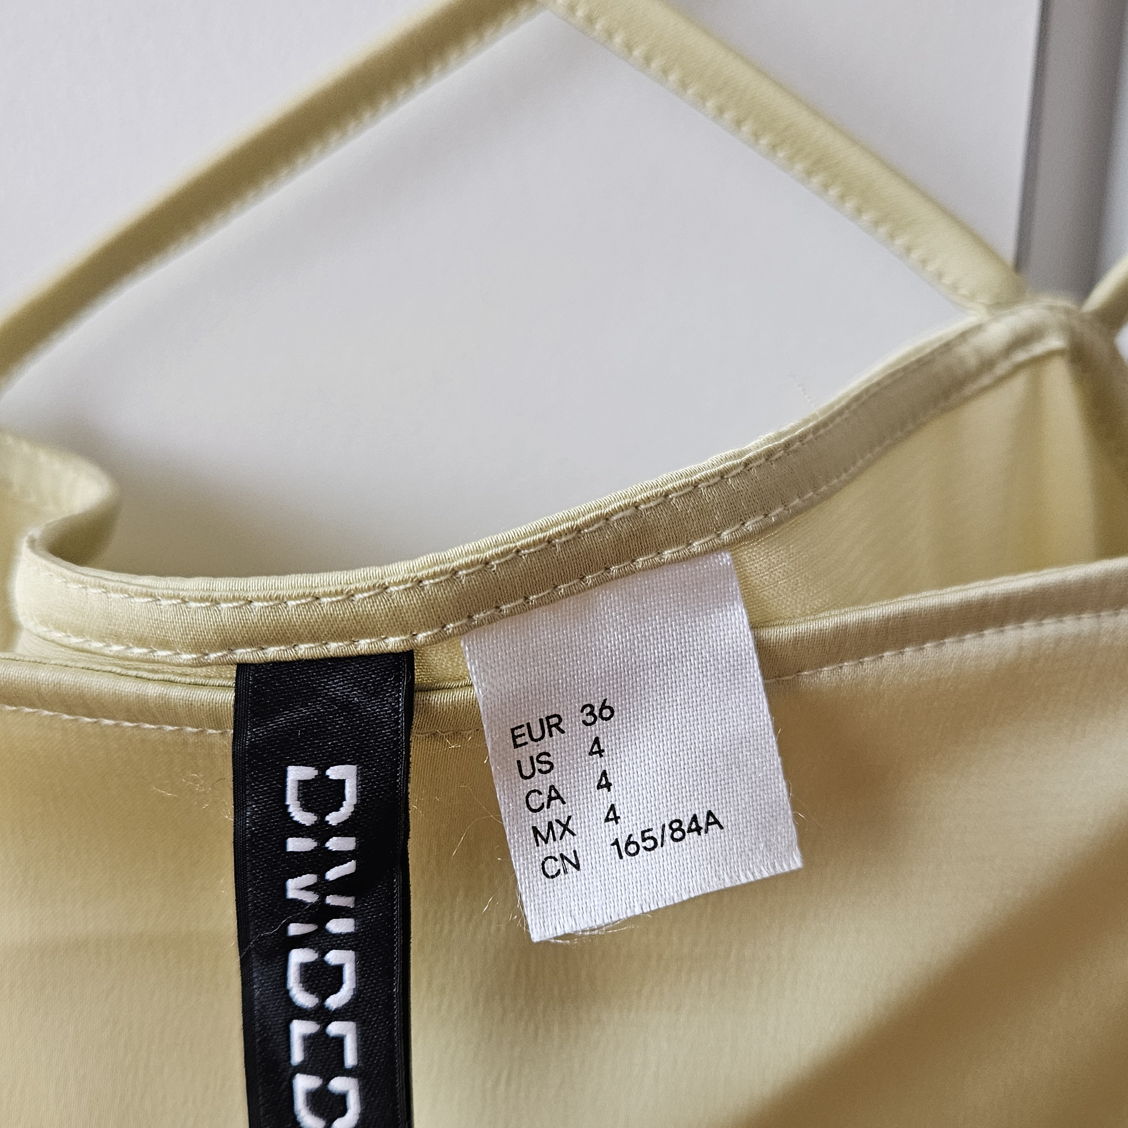 DIVIDED
EUR 36
US 4
CA 4
MX 4
CN 165/84A